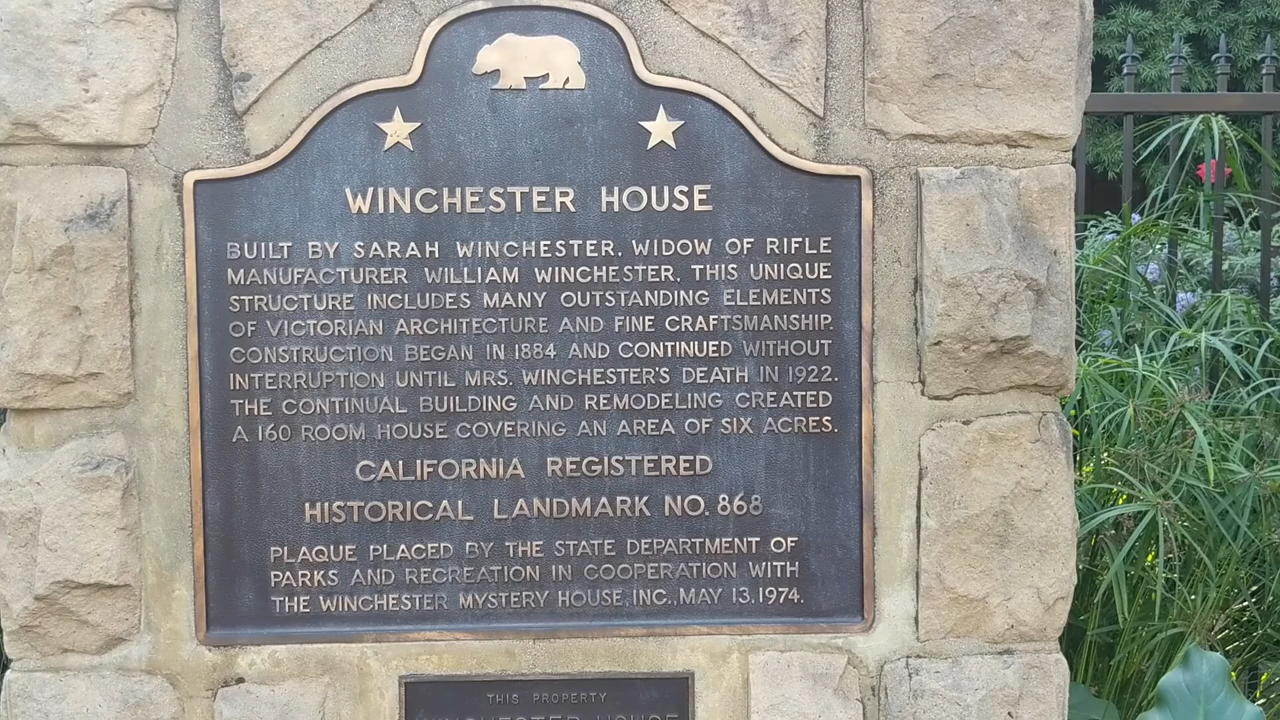 WINCHESTER HOUSE
BUILT BY SARAH WINCHESTER, WIDOW OF RIFLE
MANUFACTURER WILLIAM WINCHESTER, THIS UNIQUE
STRUCTURE INCLUDES MANY OUTSTANDING ELEMENTS
OF VICTORIAN ARCHITECTURE AND FINE CRAFTSMANSHIP.
CONSTRUCTION BEGAN IN 1884 AND CONTINUED WITHOUT
INTERRUPTION UNTIL MRS. WINCHESTER'S DEATH IN 1922.
THE CONTINUAL BUILDING AND REMODELING CREATED
A 160 ROOM HOUSE COVERING AN AREA OF SIX ACRES.
CALIFORNIA REGISTERED
HISTORICAL LANDMARK NO. 868
PLAQUE PLACED BY THE STATE DEPARTMENT OF
PARKS AND RECREATION IN COOPERATION WITH
THE WINCHESTER MYSTERY HOUSE, INC., MAY 13, 1974.
THIS PROPERTY
WINCHESTER HOUSE